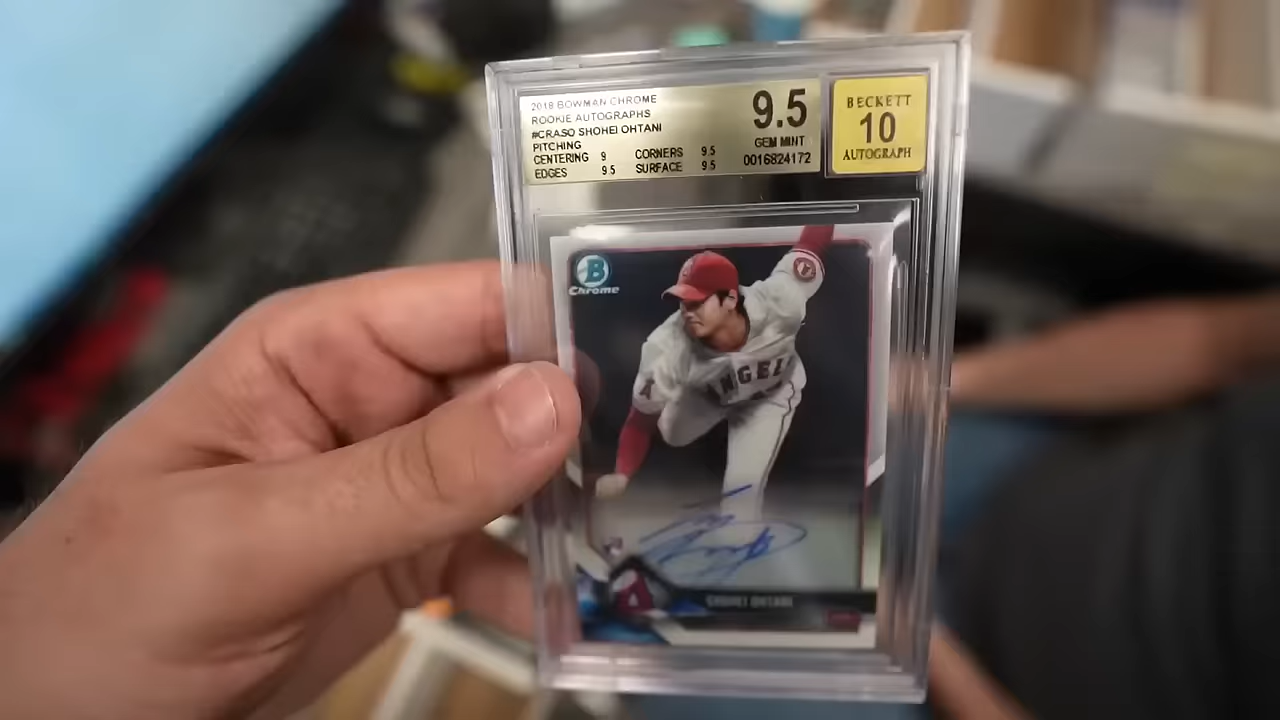 2018 BOWMAN CHROME
ROOKIE AUTOGRAPHS
#CRASO SHOHEI OHTANI
PITCHING
CENTERING 9 CORNERS 9.5
EDGES 9.5 SURFACE 9.5
9.5
GEM MINT
0016824172
BECKETT
10
AUTOGRAPH
B
Chrome
17
A
ANGELS
A
SHOHEI OHTANI